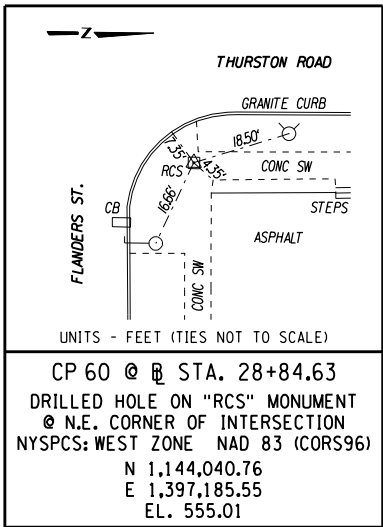 Z
THURSTON ROAD
GRANITE CURB
18.50'
7.35'
RCS
4.35'
CONC SW
16.66'
CB
STEPS
FLANDERS ST.
ASPHALT
CONC SW
UNITS - FEET (TIES NOT TO SCALE)
CP 60 @ BL STA. 28+84.63
DRILLED HOLE ON "RCS" MONUMENT
@ N.E. CORNER OF INTERSECTION
NYSPCS: WEST ZONE NAD 83 (CORS96)
N 1,144,040.76
E 1,397,185.55
EL. 555.01